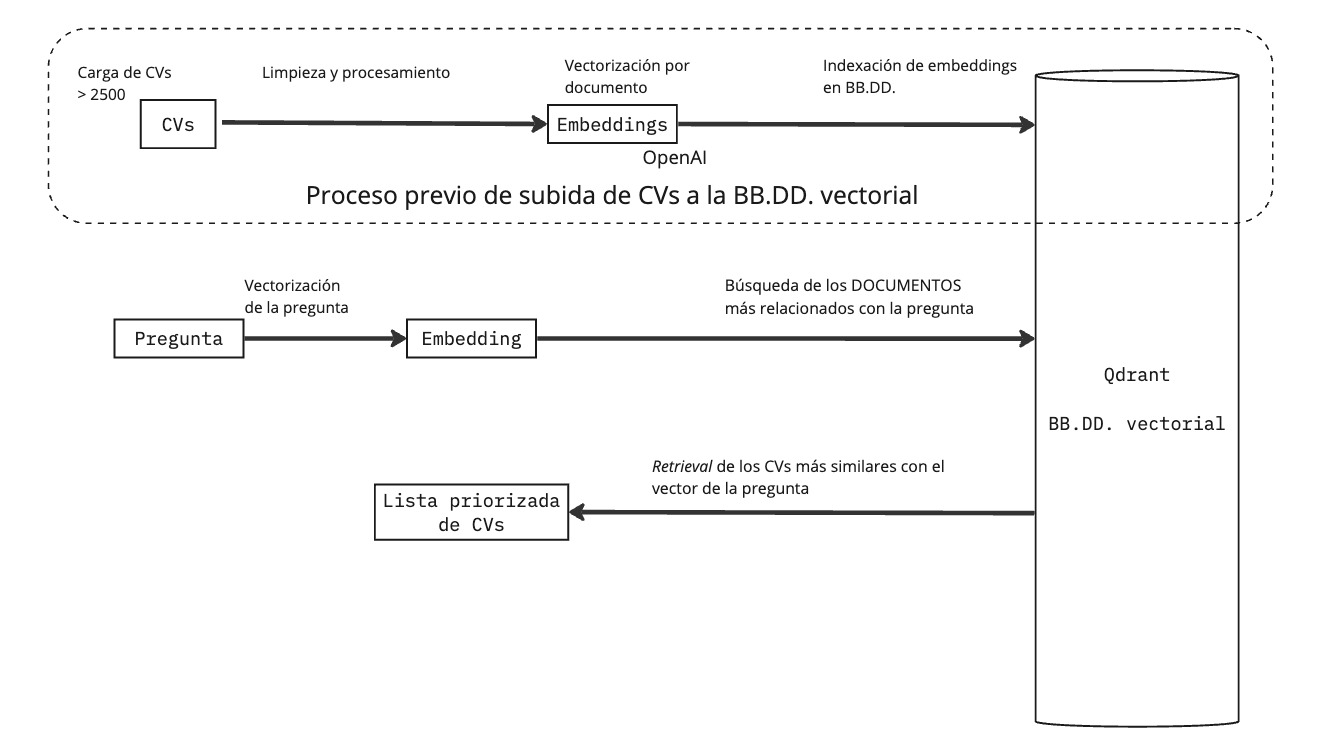 Carga de CVs
> 2500
Limpieza y procesamiento
Vectorización por
documento
Indexación de embeddings
en BB.DD.
CVs
Embeddings
OpenAI
Proceso previo de subida de CVs a la BB.DD. vectorial
Vectorización
de la pregunta
Búsqueda de los DOCUMENTOS
más relacionados con la pregunta
Pregunta
Embedding
Qdrant
BB.DD. vectorial
Retrieval de los CVs más similares con el
vector de la pregunta
Lista priorizada
de CVs